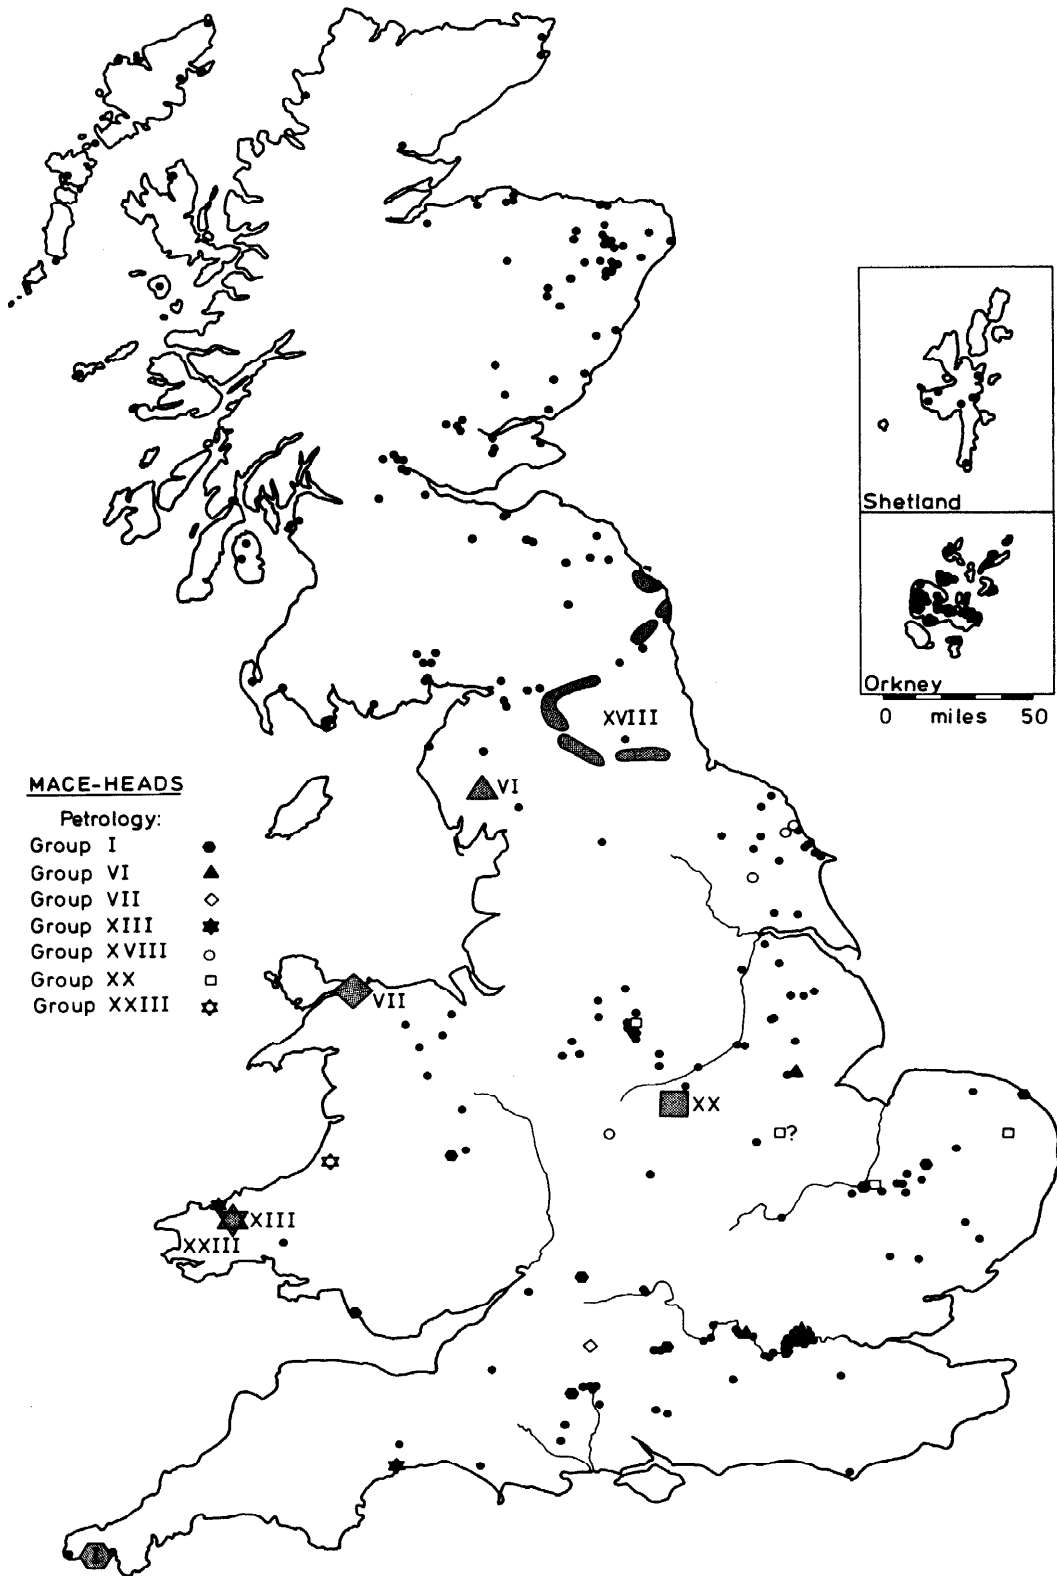 Shetland
Orkney
0 miles 50
XVIII
MACE-HEADS
Petrology:
Group I
Group VI
Group VII
Group XIII
Group XVIII
Group XX
Group XXIII
VI
VII
XX
?
XIII
XXIII
I